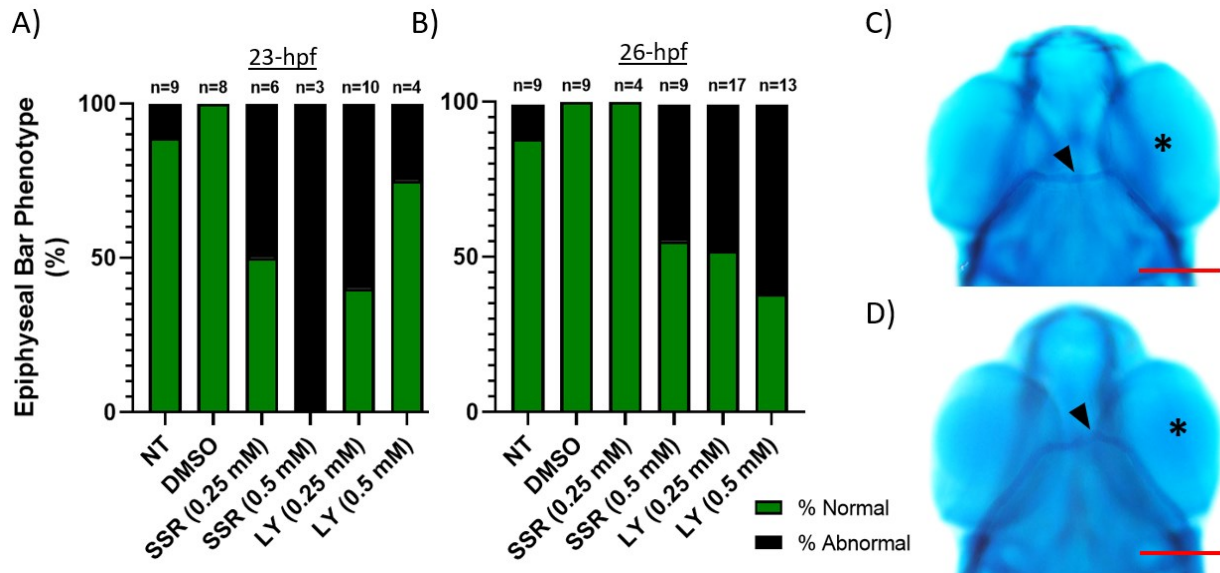 A)
23-hpf
n=9 n=8 n=6 n=3 n=10 n=4
Epiphyseal Bar Phenotype
(%)
100
50
0
NT
DMSO
SSR (0.25 mM)
SSR (0.5 mM)
LY (0.25 mM)
LY (0.5 mM)
B)
26-hpf
n=9 n=9 n=4 n=9 n=17 n=13
100
50
0
NT
DMSO
SSR (0.25 mM)
SSR (0.5 mM)
LY (0.25 mM)
LY (0.5 mM)
% Normal
% Abnormal
C)
*
D)
*